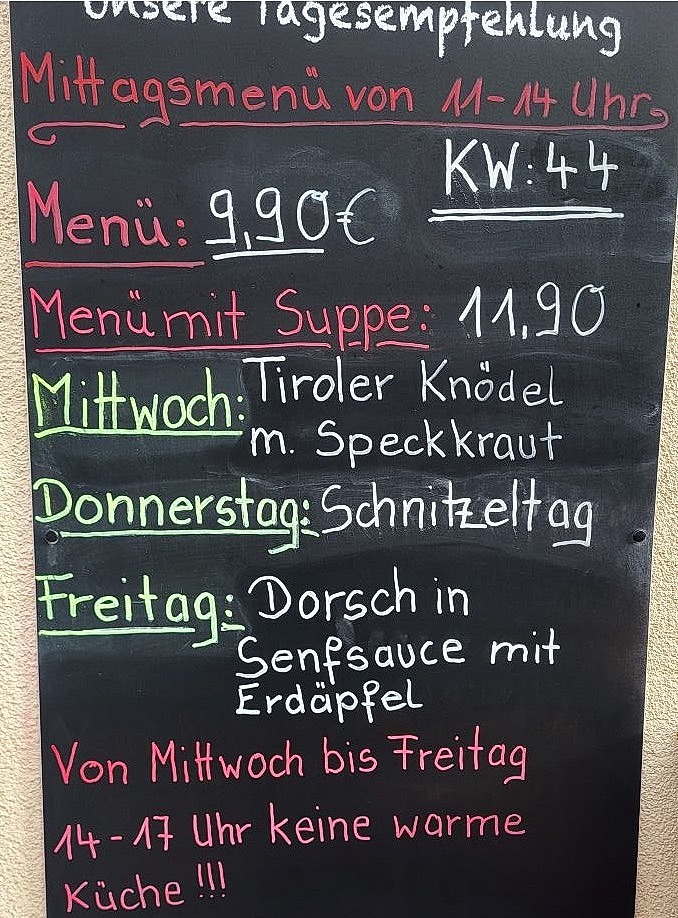 Unsere Tagesempfehlung
Mittagsmenü von 11-14 Uhr
KW: 44
Menü: 9,90€
Menü mit Suppe: 11,90
Mittwoch: Tiroler Knödel
m. Speckkraut
Donnerstag: Schnitzeltag
Freitag: Dorsch in
Senfsauce mit
Erdäpfel
Von Mittwoch bis Freitag
14-17 Uhr keine warme
Küche !!!